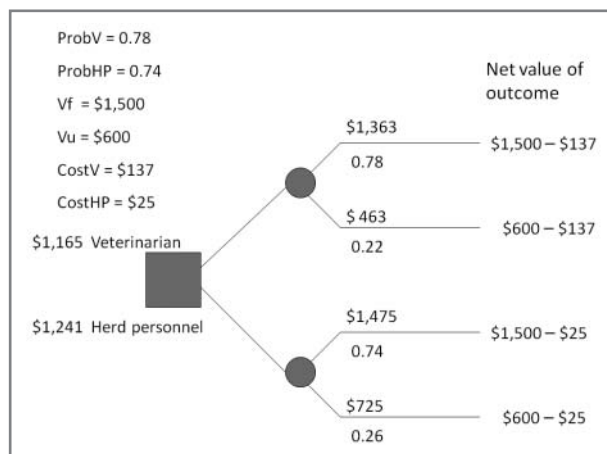 ProbV = 0.78
ProbHP = 0.74
Vf = $1,500
Vu = $600
CostV = $137
CostHP = $25
Net value of
outcome
$1,363
0.78
$1,500 – $137
$ 463
0.22
$600 – $137
$1,165 Veterinarian
$1,241 Herd personnel
$1,475
0.74
$1,500 – $25
$725
0.26
$600 – $25